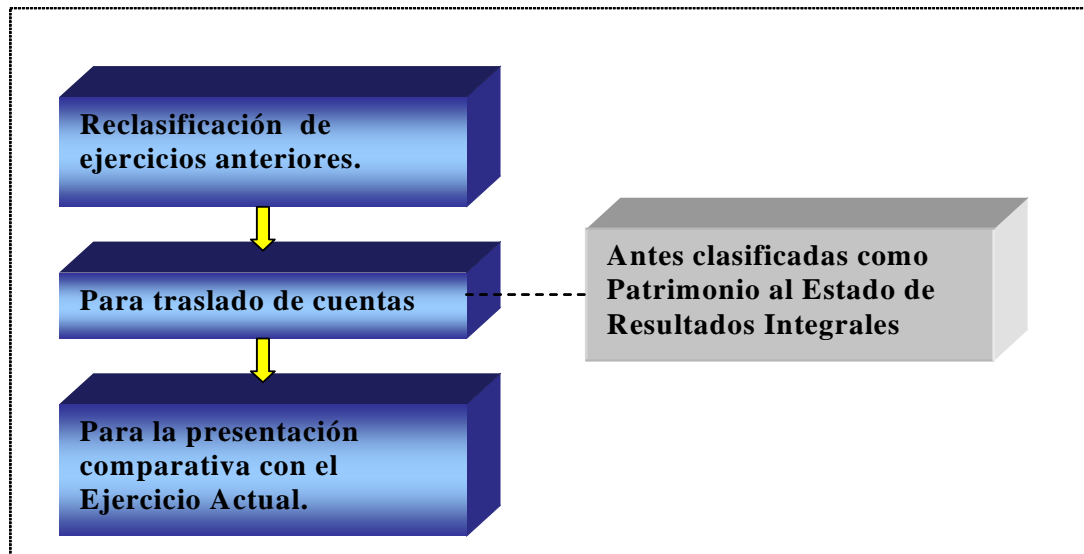 Reclasificación de
ejercicios anteriores.
Para traslado de cuentas
Antes clasificadas como
Patrimonio al Estado de
Resultados Integrales
Para la presentación
comparativa con el
Ejercicio Actual.